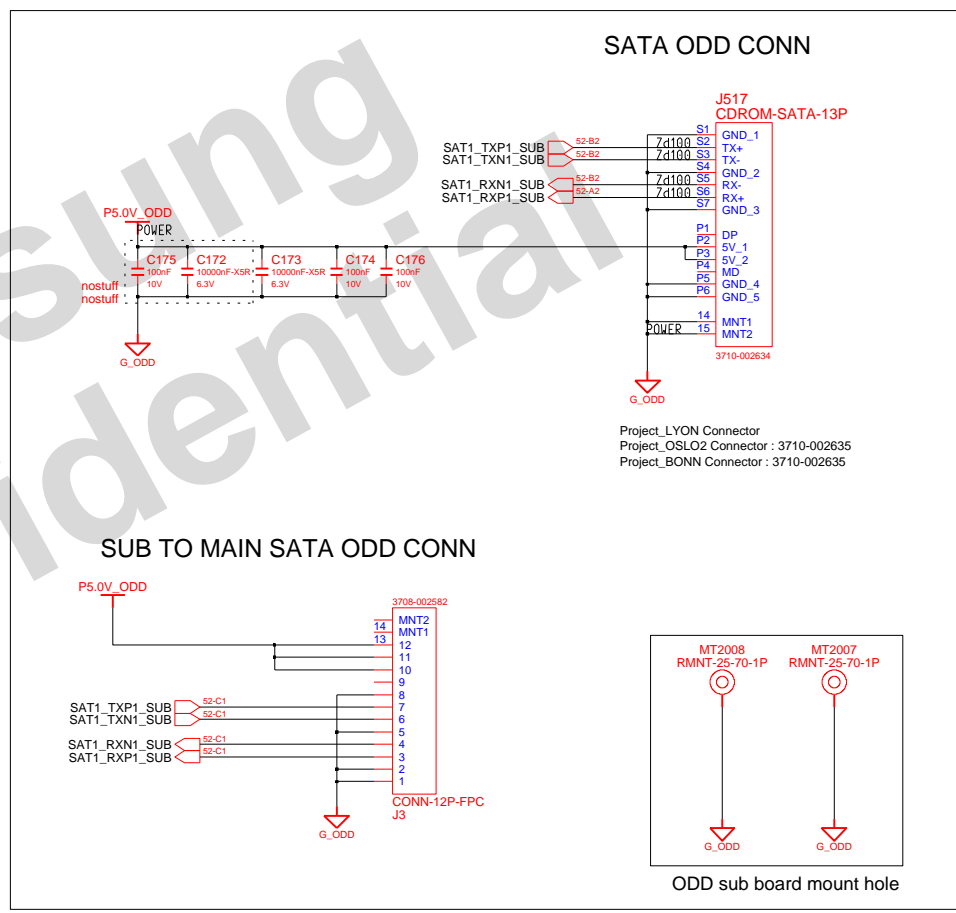 SATA ODD CONN
J517
CDROM-SATA-13P
S1 GND_1
SAT1_TXP1_SUB 52-B2 Zd100 S2 TX+
SAT1_TXN1_SUB 52-B2 Zd100 S3 TX-
S4 GND_2
SAT1_RXN1_SUB 52-B2 Zd100 S5 RX-
SAT1_RXP1_SUB 52-A2 Zd100 S6 RX+
S7 GND_3
P1 DP
P2 5V_1
P3 5V_2
P4 MD
P5 GND_4
P6 GND_5
14 MNT1
POWER 15 MNT2
3710-002634
G_ODD
P5.0V_ODD
POWER
C175 C172 C173 C174 C176
100nF 10000nF-X5R 10000nF-X5R 100nF 100nF
10V 6.3V 6.3V 10V 10V
nostuff
nostuff
G_ODD
Project_LYON Connector
Project_OSLO2 Connector : 3710-002635
Project_BONN Connector : 3710-002635
SUB TO MAIN SATA ODD CONN
P5.0V_ODD
3708-002582
MNT2
14 MNT1
13 12
11
10
9
8
SAT1_TXP1_SUB 52-C1 7
SAT1_TXN1_SUB 52-C1 6
5
SAT1_RXN1_SUB 52-C1 4
SAT1_RXP1_SUB 52-C1 3
2
1
CONN-12P-FPC
J3
G_ODD
MT2008 MT2007
RMNT-25-70-1P RMNT-25-70-1P
G_ODD G_ODD
ODD sub board mount hole
sung
idential